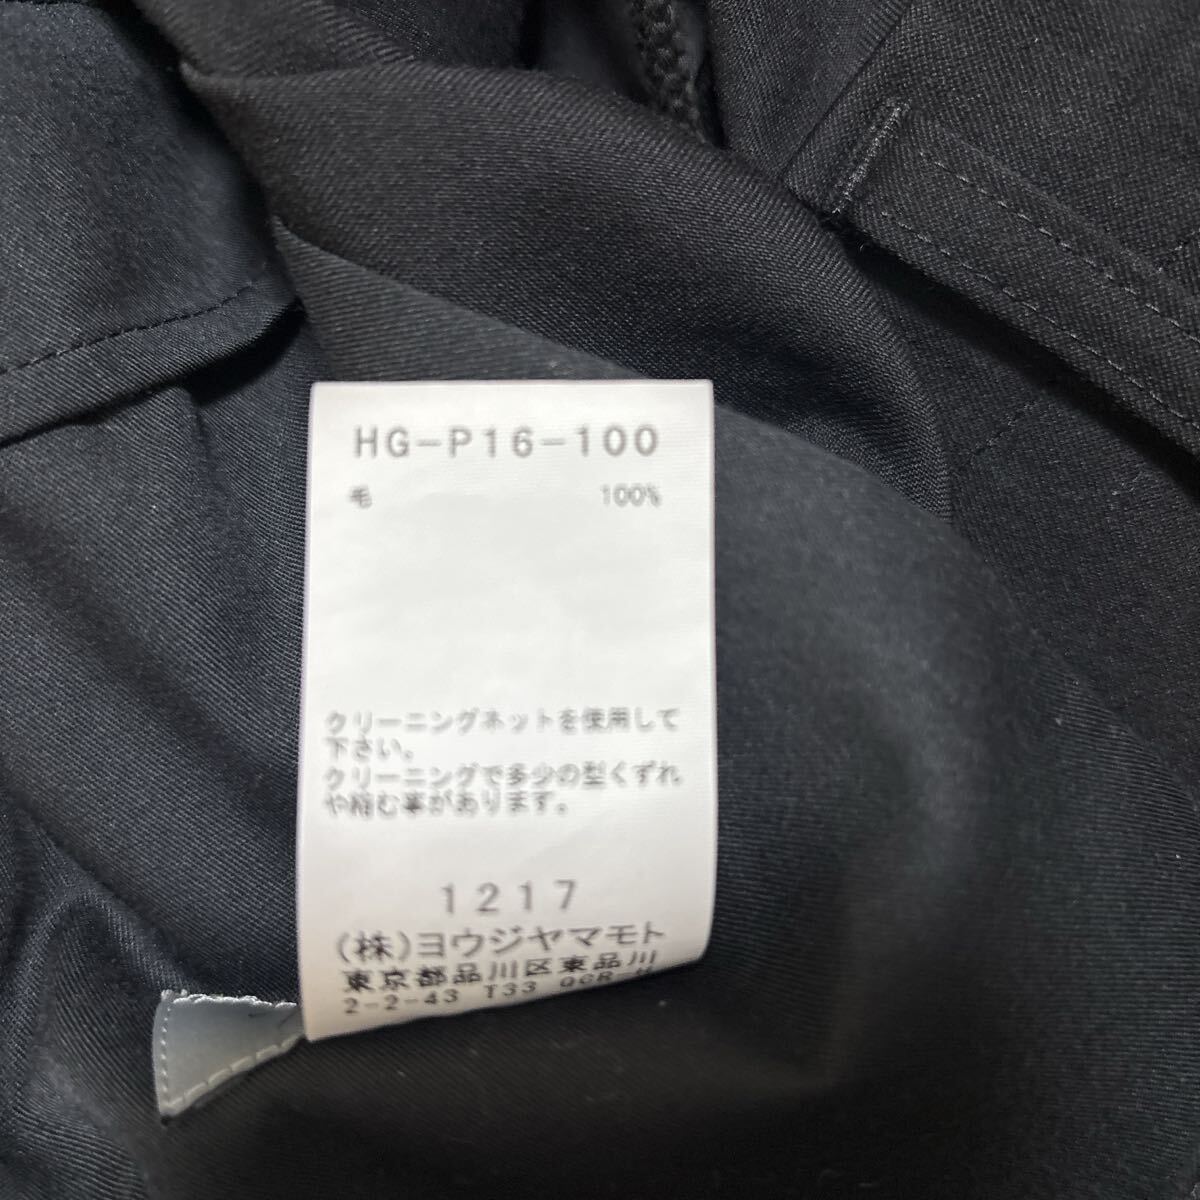 HG-P16-100
毛 100%
クリーニングネットを使用して
下さい。
クリーニングで多少の型くずれ
や縮む事があります。
1217
(株)ヨウジヤマモト
東京都品川区東品川
2-2-43 T33